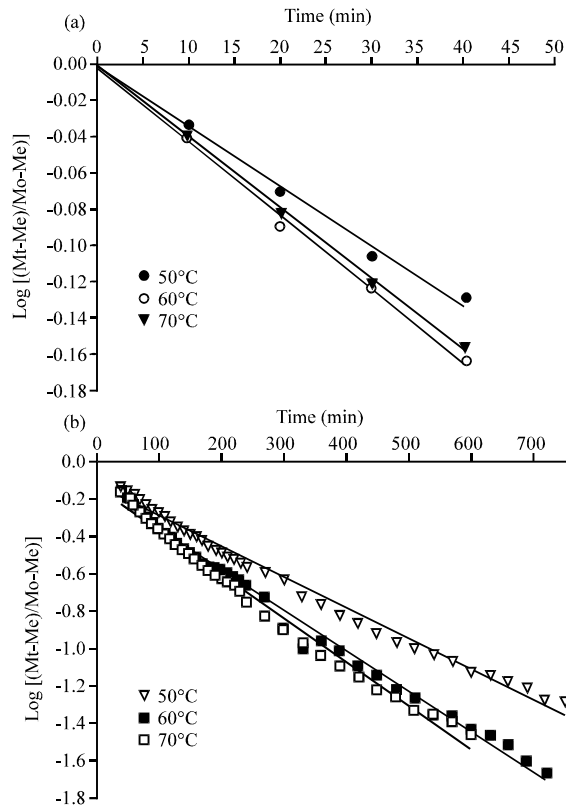 (a)
Time (min)
0 5 10 15 20 25 30 35 40 45 50
0.00
-0.02
-0.04
-0.06
-0.08
-0.10
-0.12
-0.14
-0.16
-0.18
Log [(Mt-Me)/Mo-Me)]
50°C
60°C
70°C
(b)
Time (min)
0 100 200 300 400 500 600 700
0.0
-0.2
-0.4
-0.6
-0.8
-1.0
-1.2
-1.4
-1.6
-1.8
Log [(Mt-Me)/Mo-Me)]
50°C
60°C
70°C